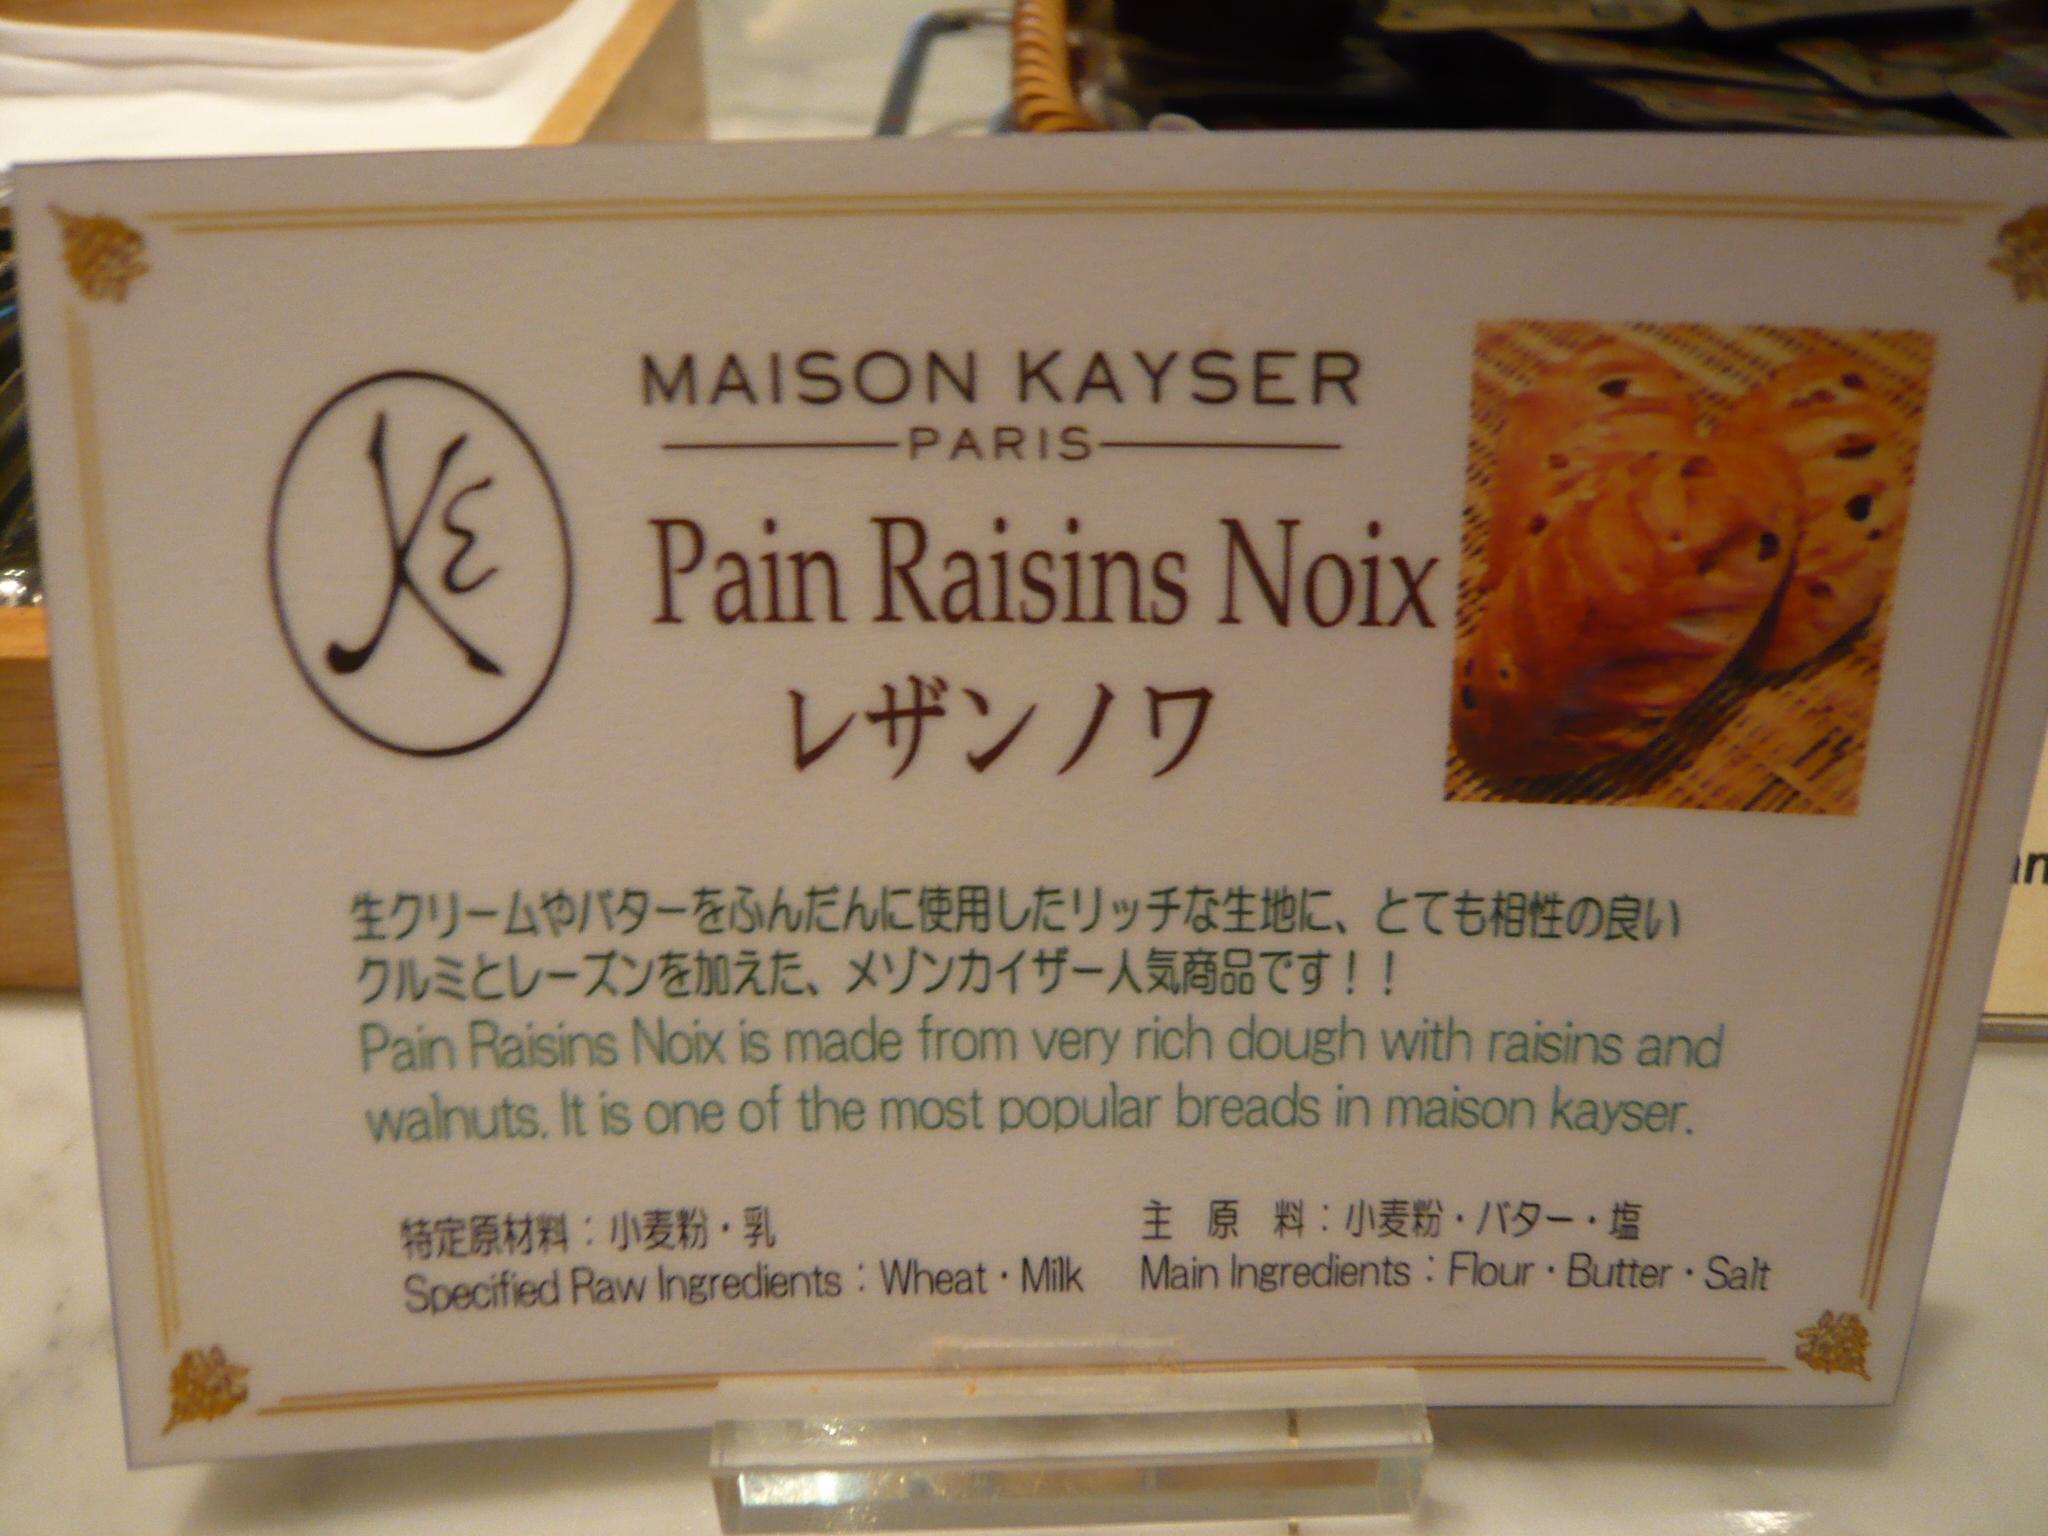 KE
MAISON KAYSER
PARIS
Pain Raisins Noix
レザンノワ
生クリームやバターをふんだんに使用したリッチな生地に、とても相性の良い
クルミとレーズンを加えた、メゾンカイザー人気商品です！！
Pain Raisins Noix is made from very rich dough with raisins and
walnuts. It is one of the most popular breads in maison kayser.
特定原材料：小麦粉・乳
Specified Raw Ingredients：Wheat・Milk
主 原 料：小麦粉・バター・塩
Main Ingredients：Flour・Butter・Salt